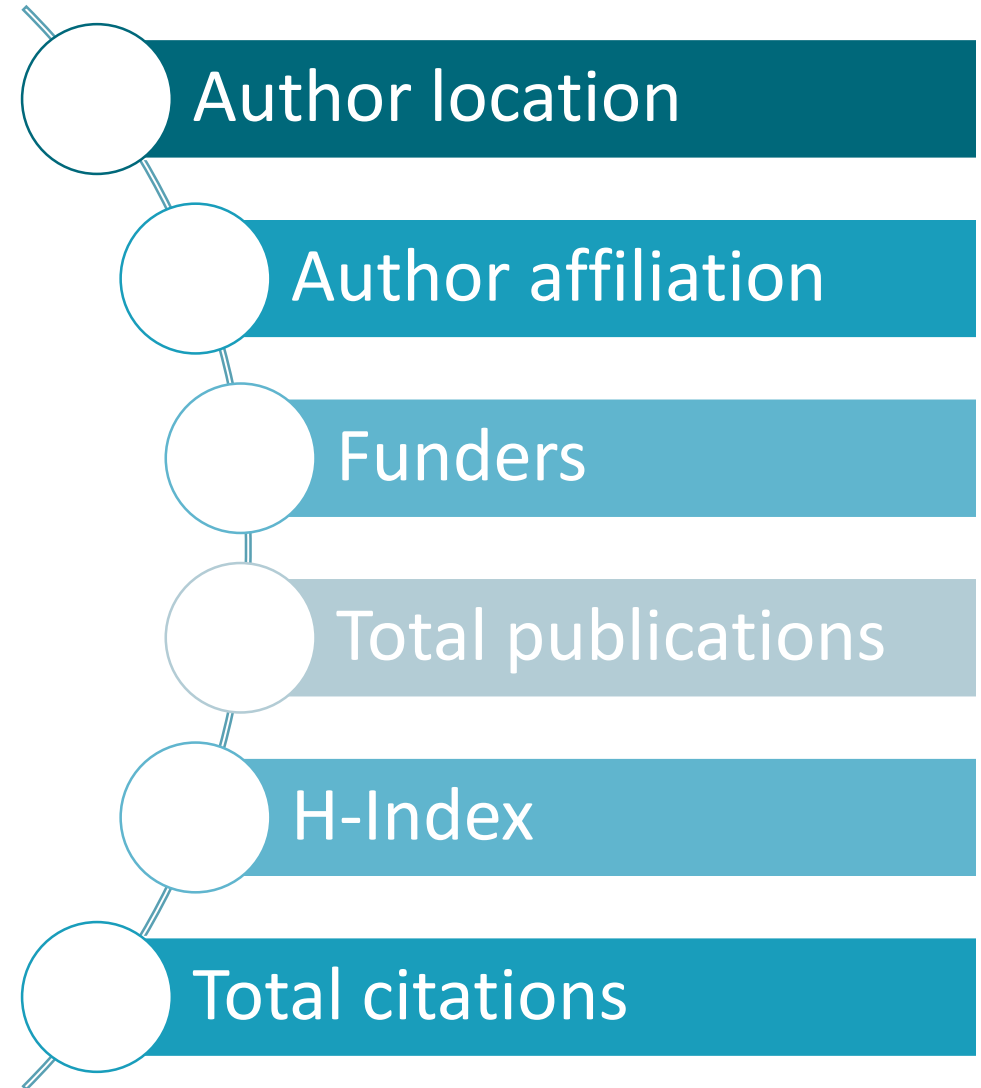 Author location
Author affiliation
Funders
Total publications
H-Index
Total citations